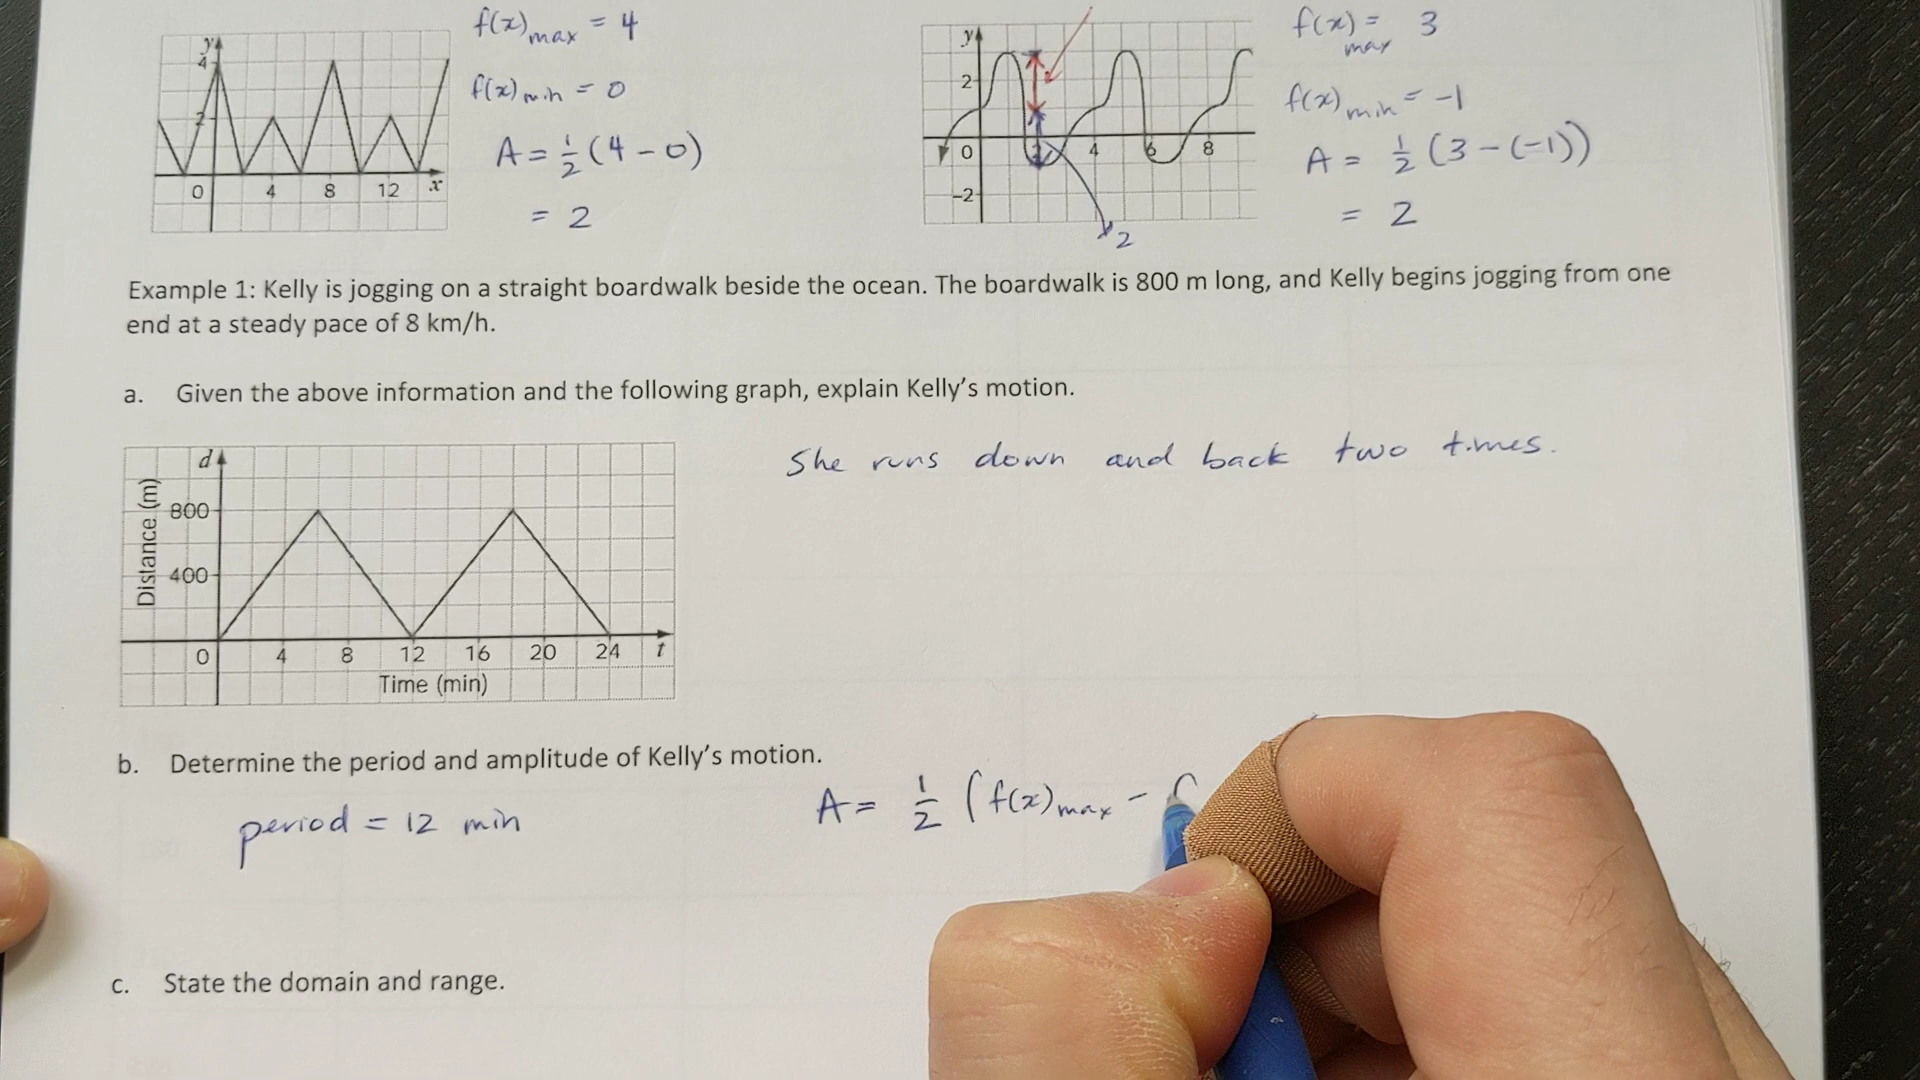 f(x)max = 4
f(x)min = 0
A = 1/2 (4 - 0)
= 2
y
4
2
0 4 8 12 x
f(x)max = 3
f(x)min = -1
A = 1/2 (3 - (-1))
= 2
y
2
0 4 6 8
-2
2
Example 1: Kelly is jogging on a straight boardwalk beside the ocean. The boardwalk is 800 m long, and Kelly begins jogging from one
end at a steady pace of 8 km/h.
a. Given the above information and the following graph, explain Kelly's motion.
She runs down and back two times.
d
Distance (m)
800
400
0 4 8 12 16 20 24 t
Time (min)
b. Determine the period and amplitude of Kelly's motion.
period = 12 min
A = 1/2 (f(x)max -
c. State the domain and range.